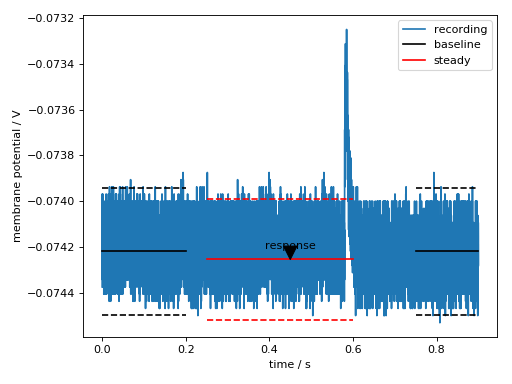 −0.0732
−0.0734
−0.0736
−0.0738
−0.0740
−0.0742
−0.0744
membrane potential / V
recording
baseline
steady
response
0.0 0.2 0.4 0.6 0.8
time / s